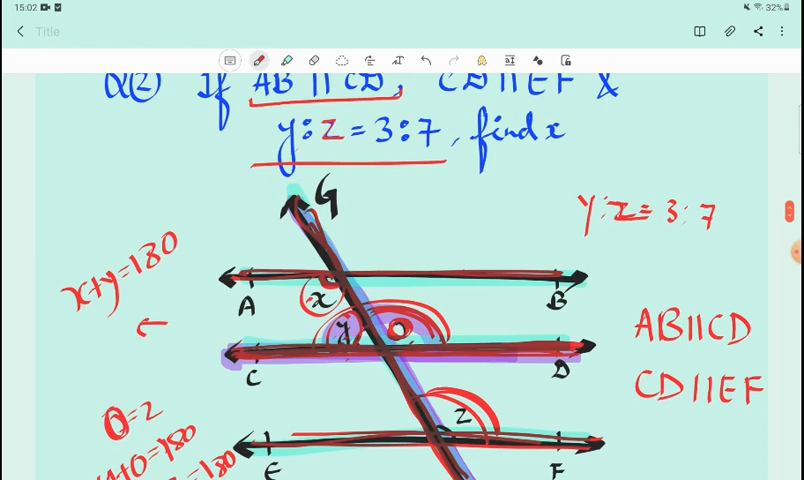 15:02
32%
Title
Q(2) If AB || CD, CD || EF &
y:z = 3:7, find x
G
y:z = 3:7
x+y=180
A
x
B
y
θ
AB||CD
C
D
CD||EF
z
θ=z
E
F